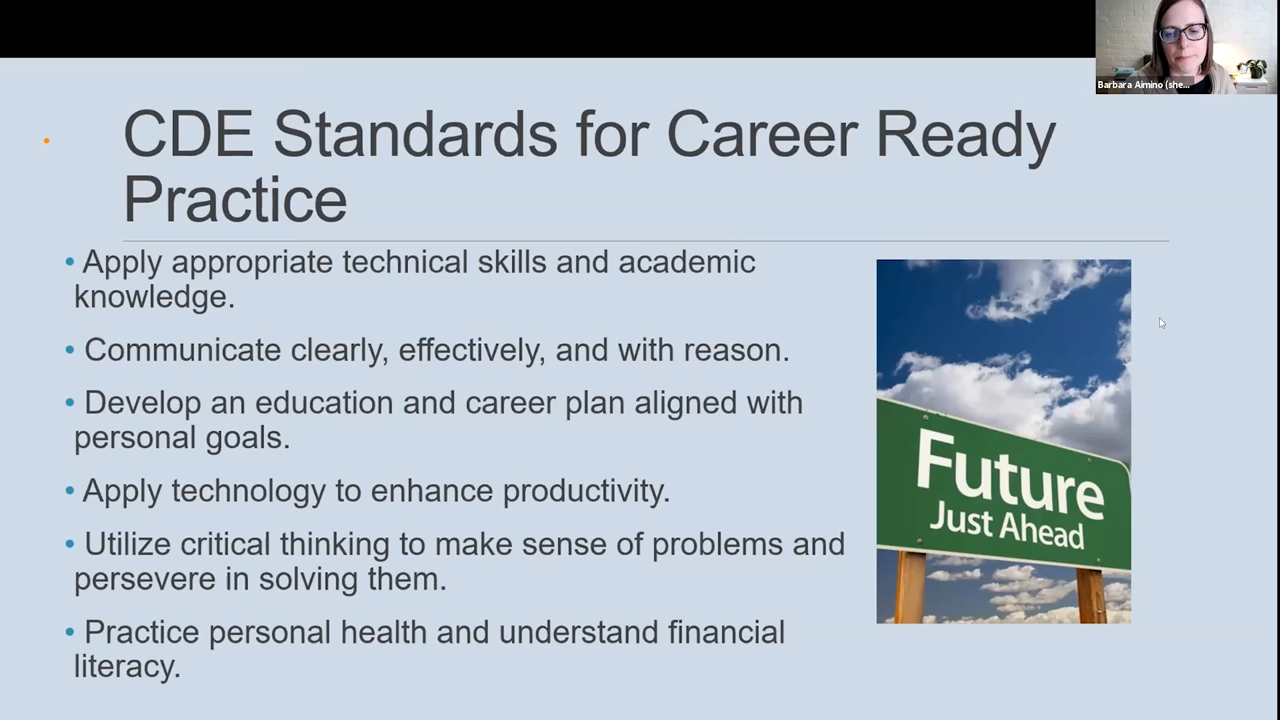 Barbara Aimino (she...
CDE Standards for Career Ready
Practice
• Apply appropriate technical skills and academic
knowledge.
• Communicate clearly, effectively, and with reason.
• Develop an education and career plan aligned with
personal goals.
• Apply technology to enhance productivity.
• Utilize critical thinking to make sense of problems and
persevere in solving them.
• Practice personal health and understand financial
literacy.
Future
Just Ahead